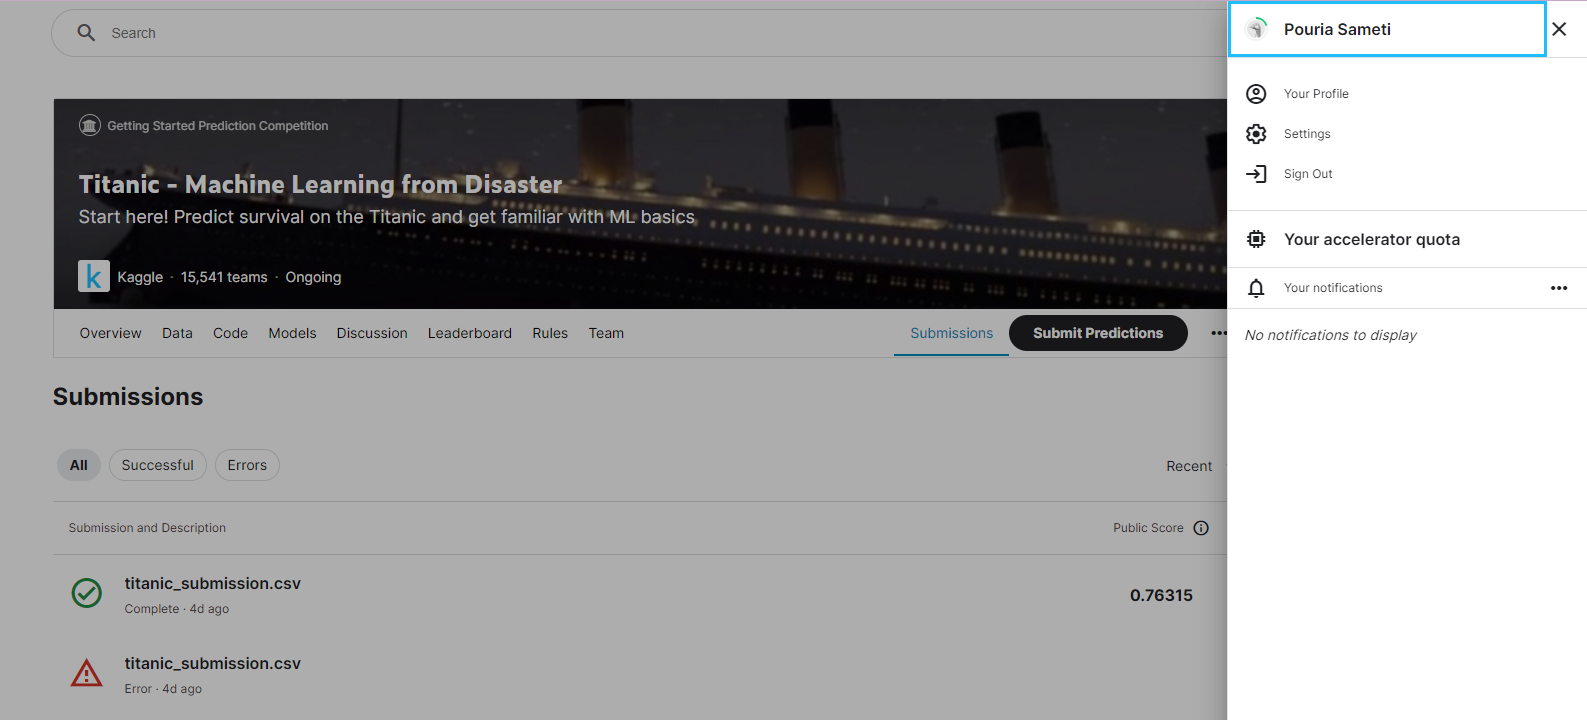 Search
Getting Started Prediction Competition
Titanic - Machine Learning from Disaster
Start here! Predict survival on the Titanic and get familiar with ML basics
k
Kaggle · 15,541 teams · Ongoing
Overview Data Code Models Discussion Leaderboard Rules Team Submissions Submit Predictions
Submissions
All Successful Errors Recent
Submission and Description Public Score
titanic_submission.csv
Complete · 4d ago
0.76315
titanic_submission.csv
Error · 4d ago
Pouria Sameti
Your Profile
Settings
Sign Out
Your accelerator quota
Your notifications
No notifications to display